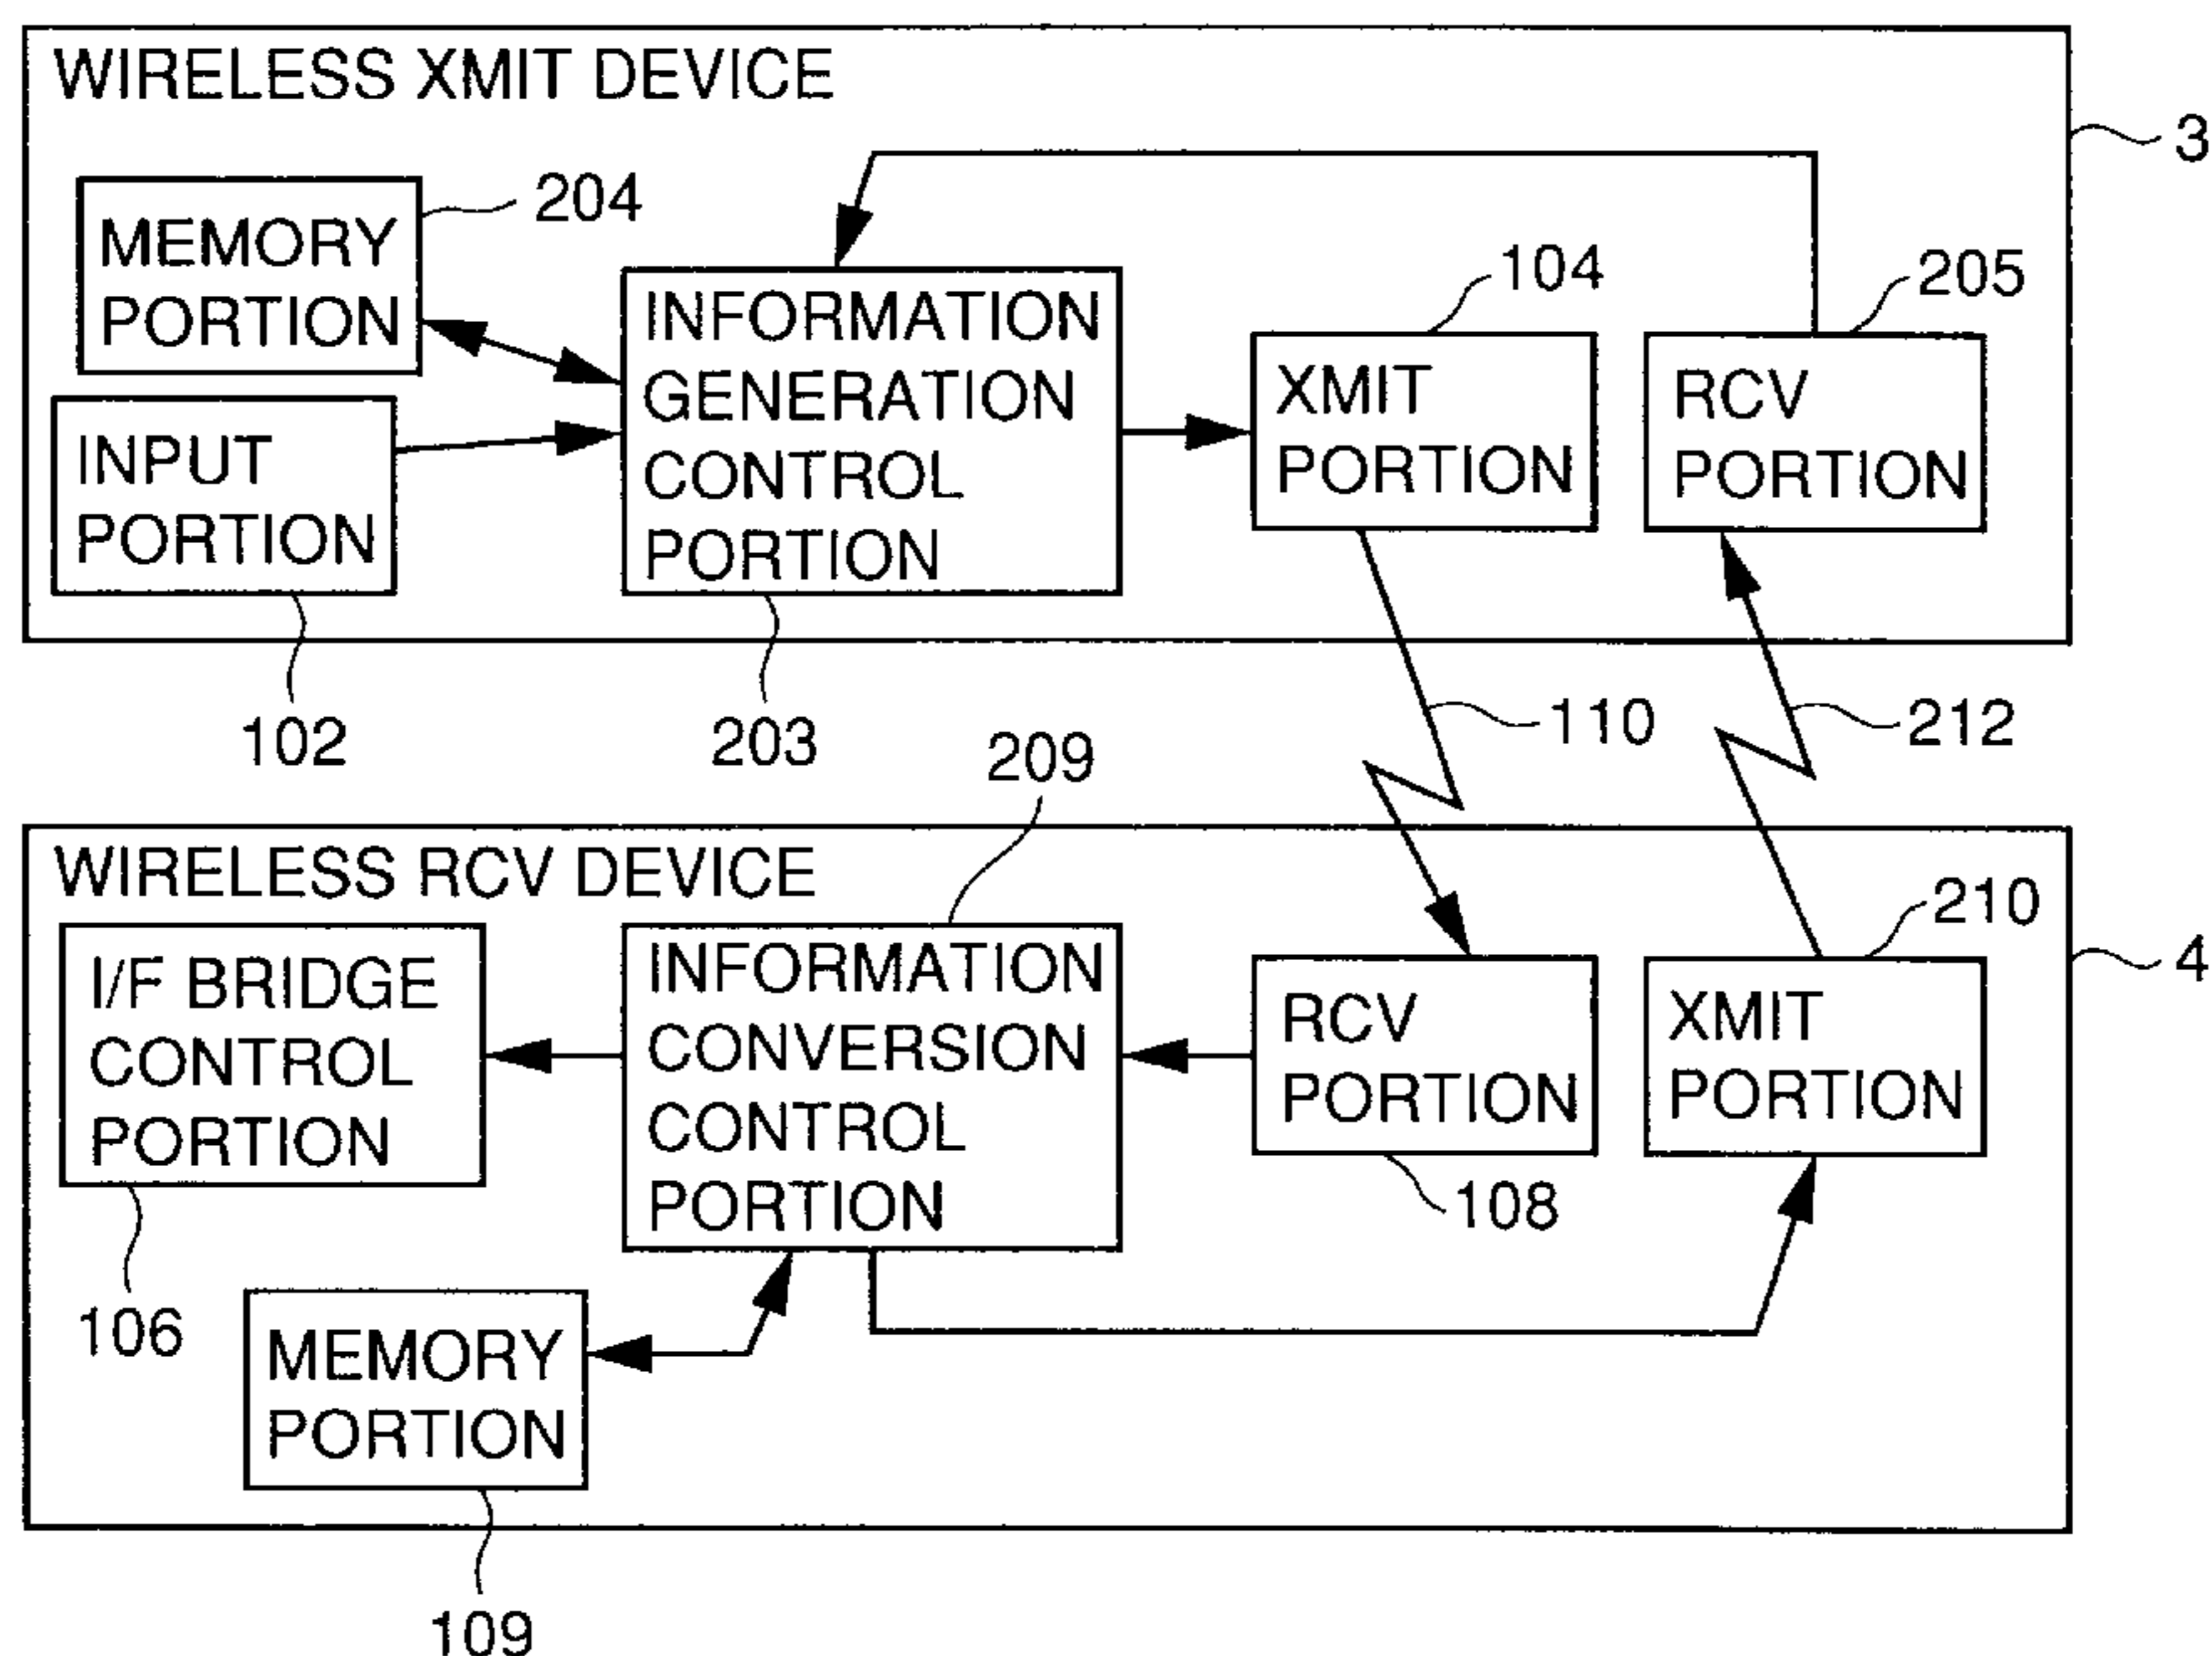 WIRELESS XMIT DEVICE
3
MEMORY
PORTION
204
INPUT
PORTION
102
INFORMATION
GENERATION
CONTROL
PORTION
203
XMIT
PORTION
104
RCV
PORTION
205
110
212
WIRELESS RCV DEVICE
4
I/F BRIDGE
CONTROL
PORTION
106
INFORMATION
CONVERSION
CONTROL
PORTION
209
RCV
PORTION
108
XMIT
PORTION
210
MEMORY
PORTION
109